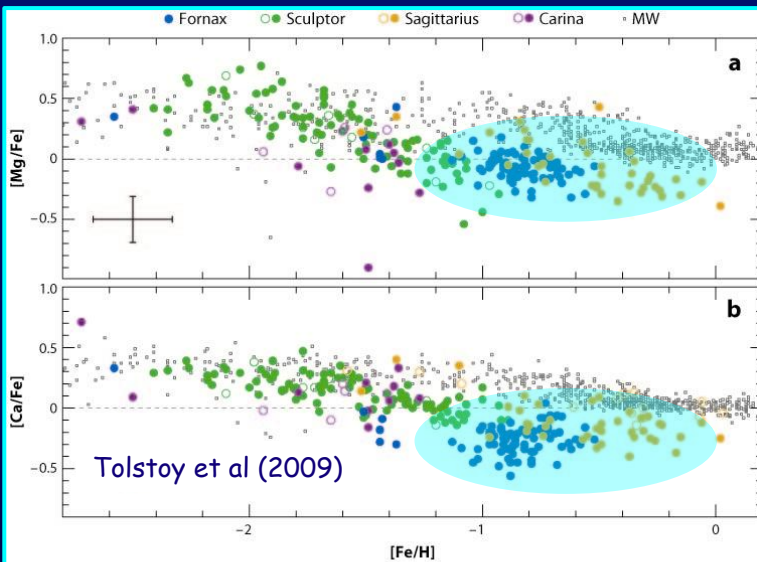 Fornax Sculptor Sagittarius Carina MW
1.0
a
0.5
[Mg/Fe]
0
−0.5
1.0
b
0.5
[Ca/Fe]
0
−0.5
Tolstoy et al (2009)
−2 −1 0
[Fe/H]